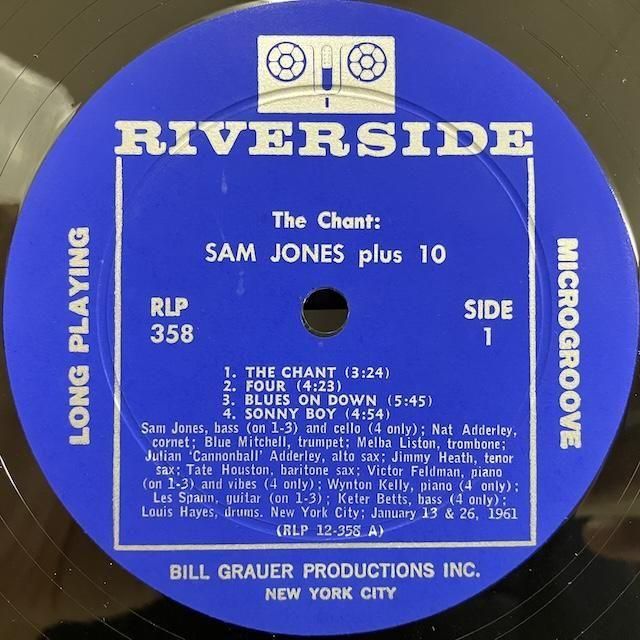 RIVERSIDE
The Chant:
SAM JONES plus 10
LONG PLAYING
RLP
358
SIDE
1
MICROGROOVE
1. THE CHANT (3:24)
2. FOUR (4:23)
3. BLUES ON DOWN (5:45)
4. SONNY BOY (4:54)
Sam Jones, bass (on 1-3) and cello (4 only); Nat Adderley,
cornet; Blue Mitchell, trumpet; Melba Liston, trombone;
Julian 'Cannonball' Adderley, alto sax; Jimmy Heath, tenor
sax; Tate Houston, baritone sax; Victor Feldman, piano
(on 1-3) and vibes (4 only); Wynton Kelly, piano (4 only);
Les Spann, guitar (on 1-3); Keter Betts, bass (4 only);
Louis Hayes, drums. New York City; January 13 & 26, 1961
(RLP 12-358 A)
BILL GRAUER PRODUCTIONS INC.
NEW YORK CITY